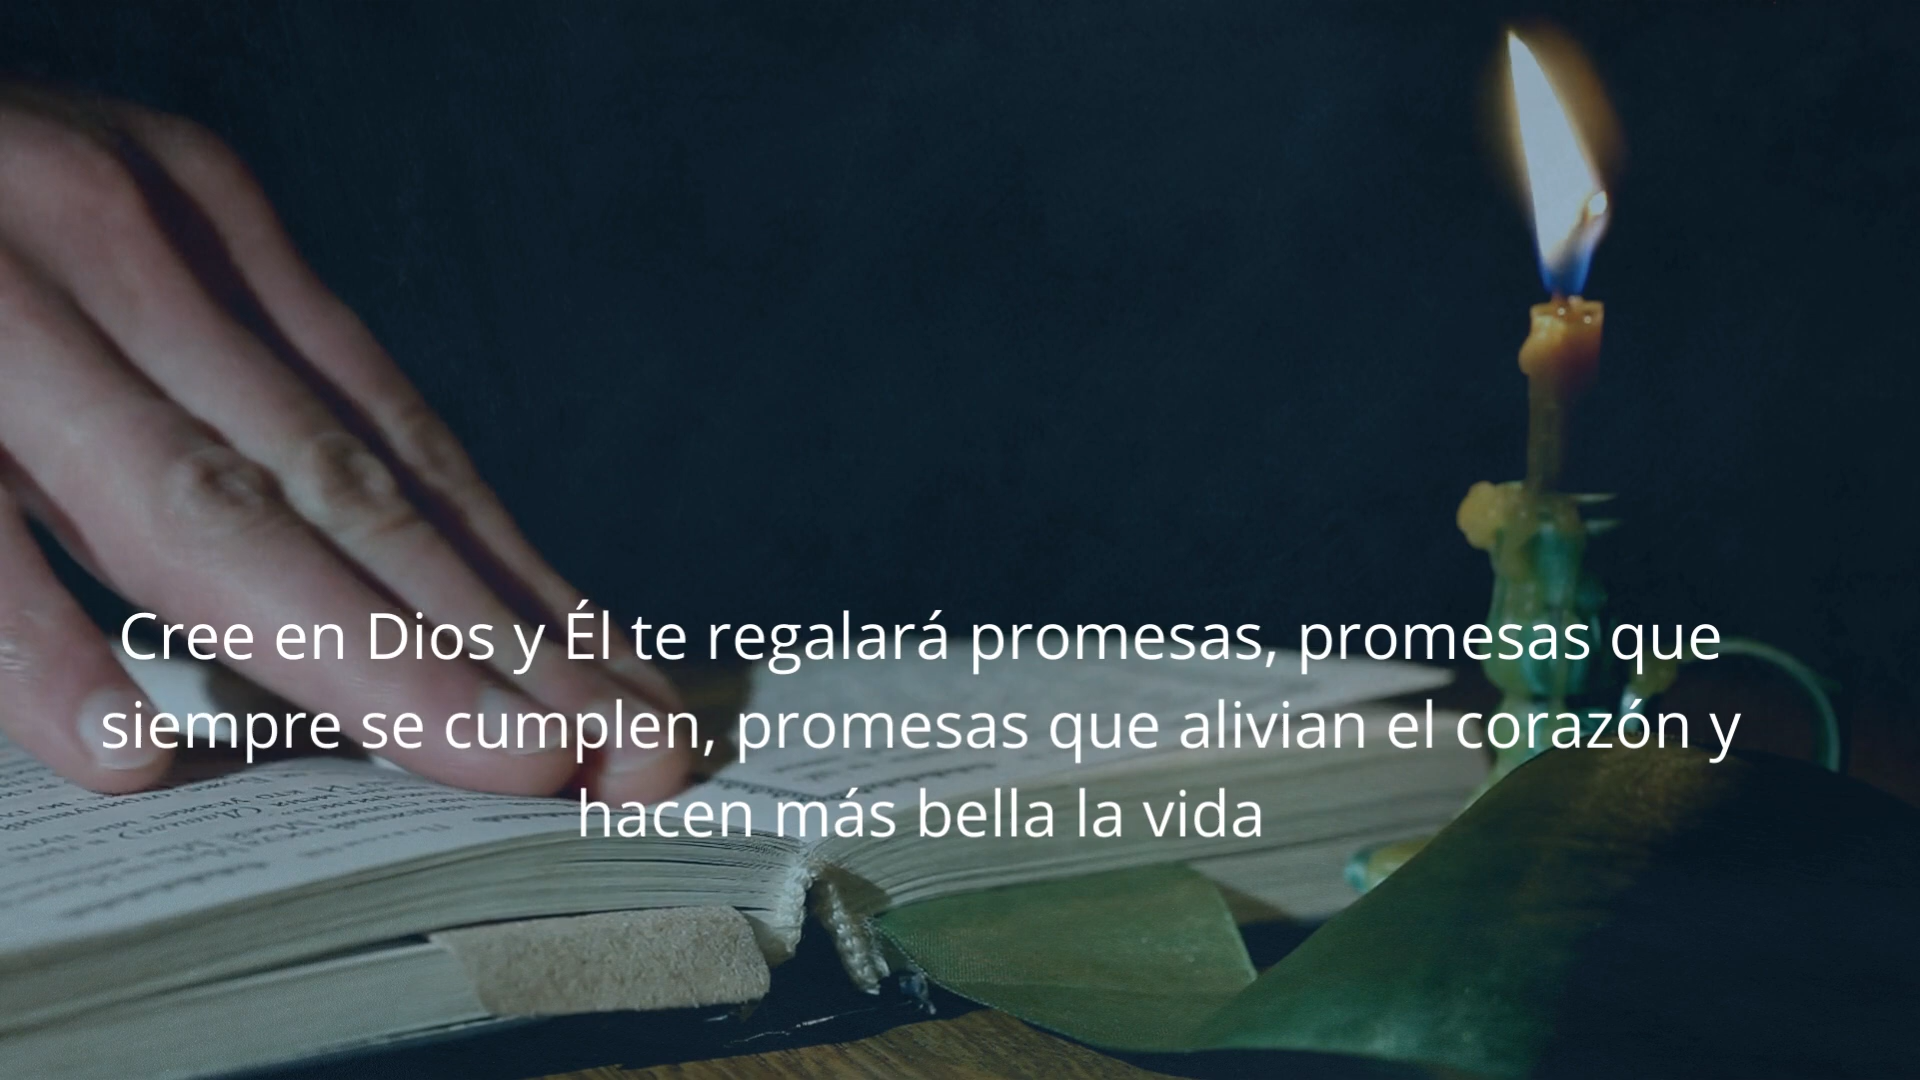 Cree en Dios y Él te regalará promesas, promesas que
siempre se cumplen, promesas que alivian el corazón y
hacen más bella la vida